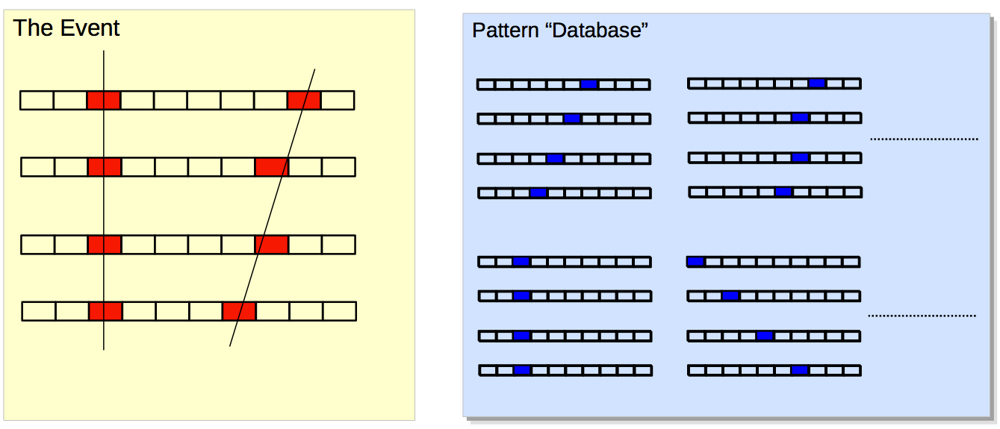 The Event
Pattern “Database”